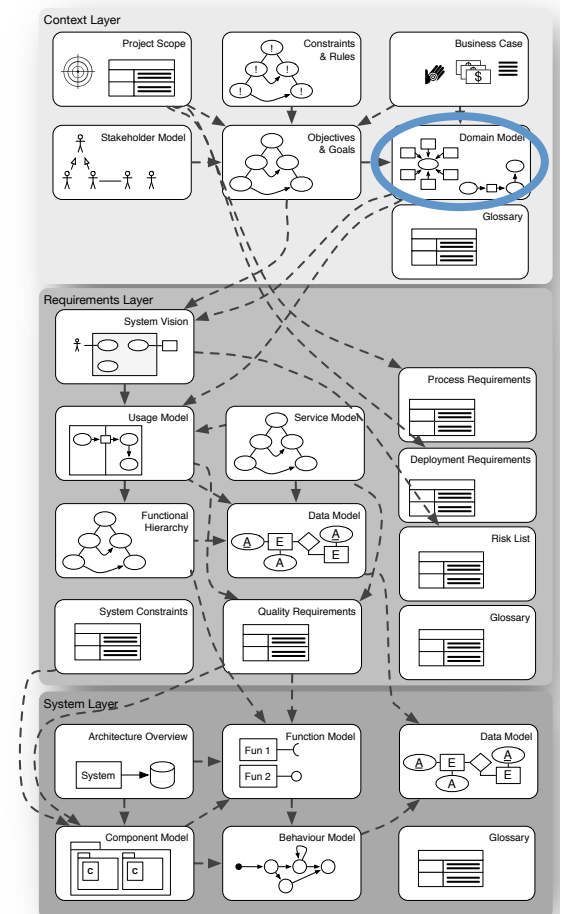 Context Layer
Project Scope
Constraints
& Rules
! 
! !
! !
Business Case
$
Stakeholder Model
Objectives
& Goals
Domain Model
Glossary
Requirements Layer
System Vision
Process Requirements
Usage Model
Service Model
Deployment Requirements
Functional
Hierarchy
Data Model
A E A
A E
Risk List
System Constraints
Quality Requirements
Glossary
System Layer
Architecture Overview
System
Function Model
Fun 1
Fun 2
Data Model
A E A
A E
Component Model
C C
Behaviour Model
Glossary